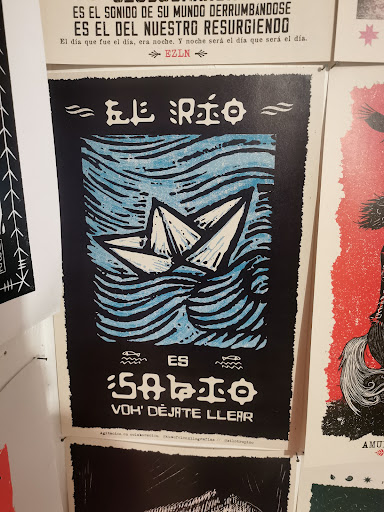 ES EL SONIDO DE SU MUNDO DERRUMBÁNDOSE
ES EL DEL NUESTRO RESURGIENDO
El día que fue el día, era noche. Y noche será el día que será el día.
EZLN
EL RÍO
ES
SABIO
VOH' DÉJATE LLEAR
AMU